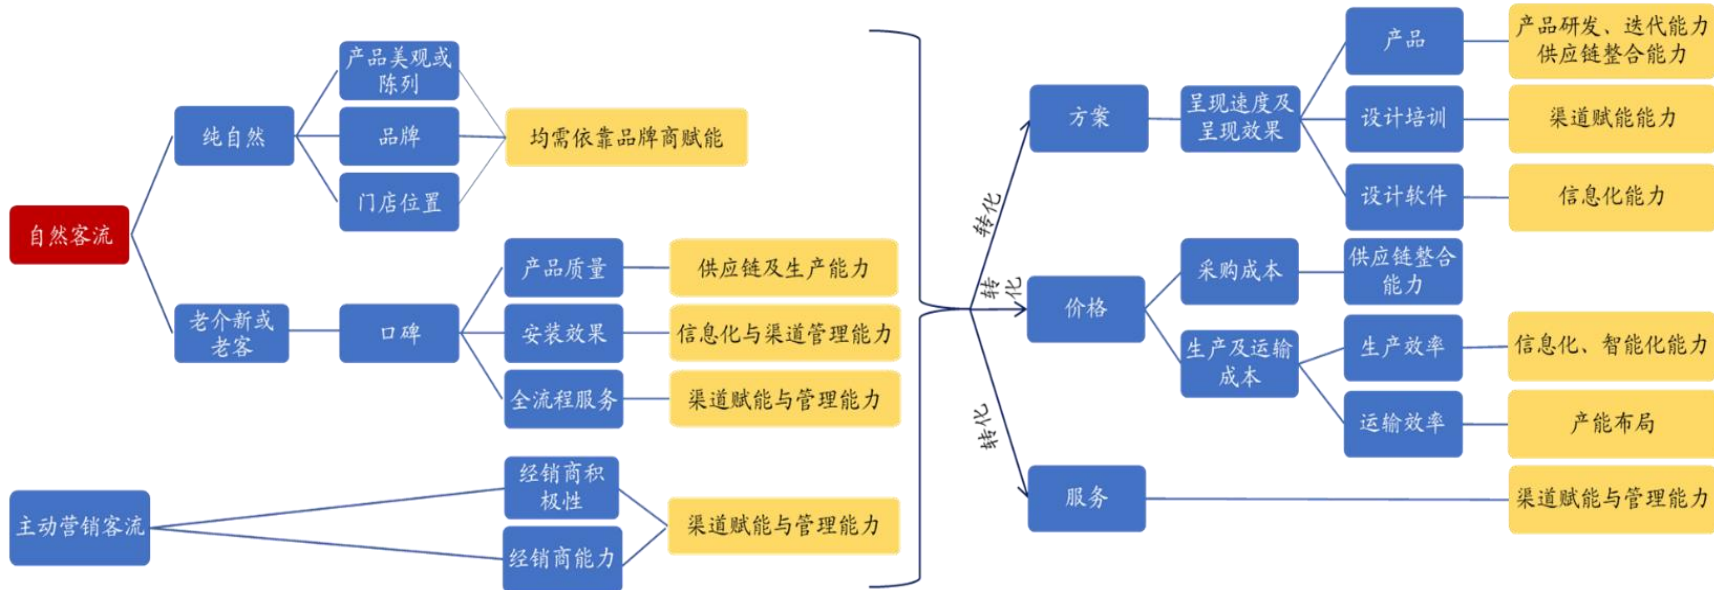 自然客流
纯自然
产品美观或
陈列
品牌
门店位置
均需依靠品牌商赋能
老介新或
老客
口碑
产品质量
供应链及生产能力
安装效果
信息化与渠道管理能力
全流程服务
渠道赋能与管理能力
主动营销客流
经销商积
极性
经销商能力
渠道赋能与管理能力
转化
转化
转化
方案
呈现速度及
呈现效果
产品
产品研发、迭代能力
供应链整合能力
设计培训
渠道赋能能力
设计软件
信息化能力
价格
采购成本
供应链整合
能力
生产及运输
成本
生产效率
信息化、智能化能力
运输效率
产能布局
服务
渠道赋能与管理能力